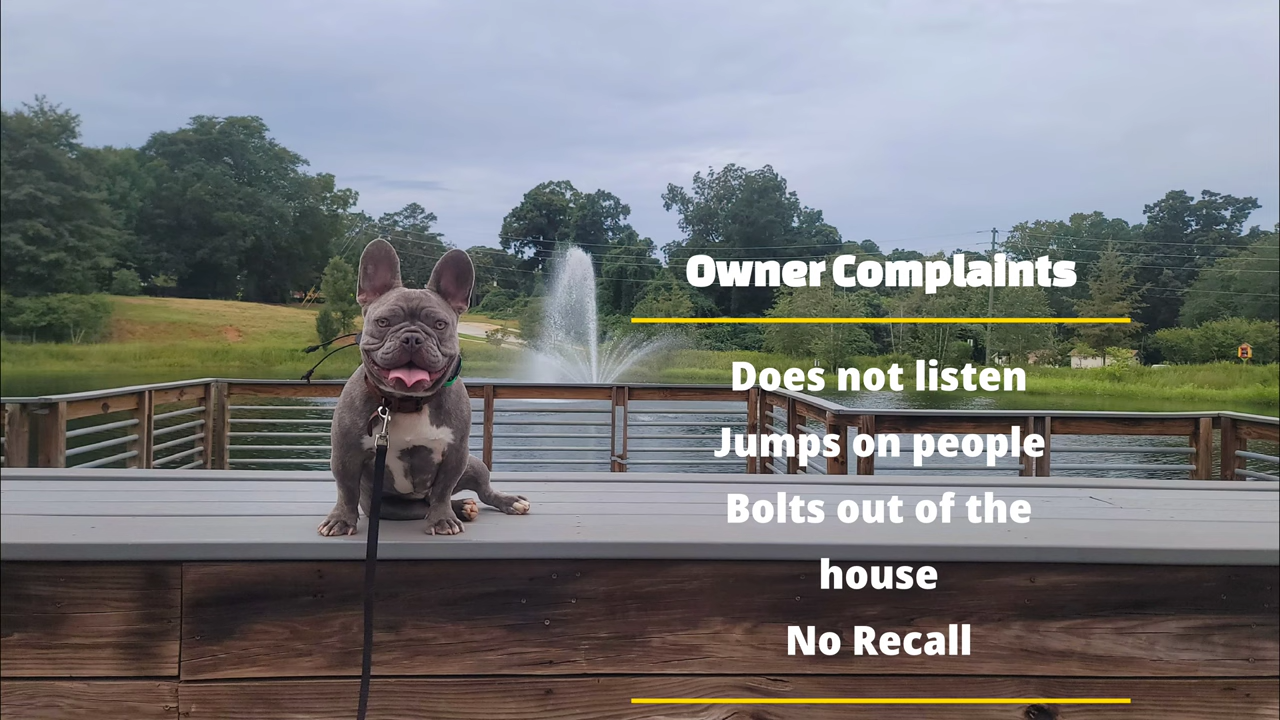 Owner Complaints
Does not listen
Jumps on people
Bolts out of the
house
No Recall